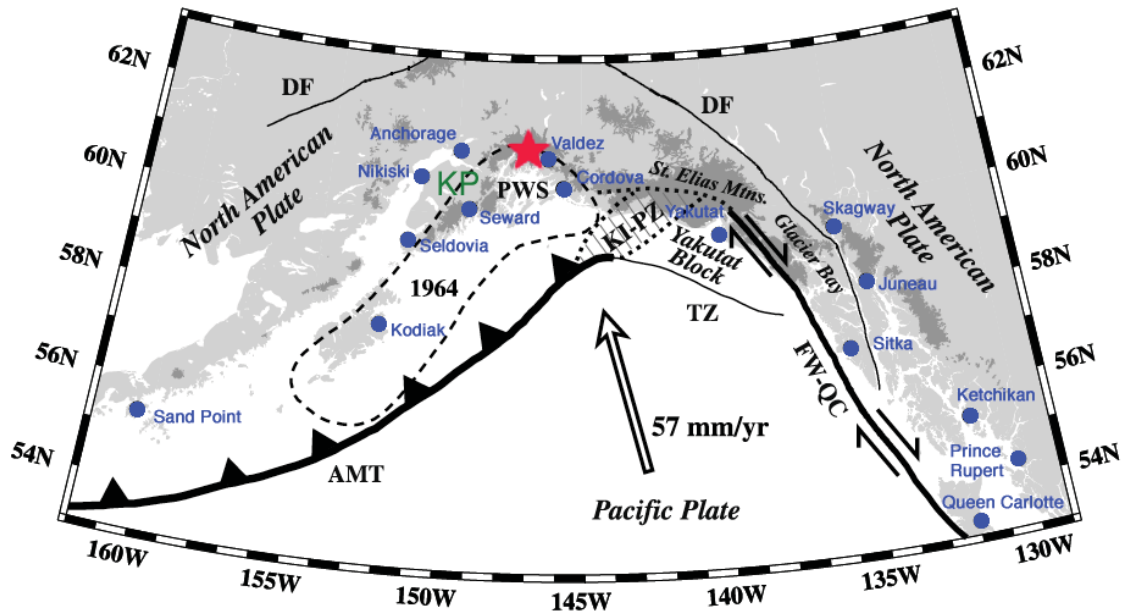 62N
62N
DF
DF
60N
60N
Anchorage
Valdez
Nikiski
KP
PWS
Cordova
St. Elias Mtns.
North American
Plate
North American
Plate
Seward
Yakutat
Skagway
58N
58N
Seldovia
KI-PZ
Yakutat
Block
Glacier Bay
Juneau
1964
TZ
Kodiak
Sitka
56N
56N
FW-QC
Sand Point
57 mm/yr
Ketchikan
54N
54N
AMT
Prince
Rupert
Pacific Plate
Queen Carlotte
160W
155W
150W
145W
140W
135W
130W